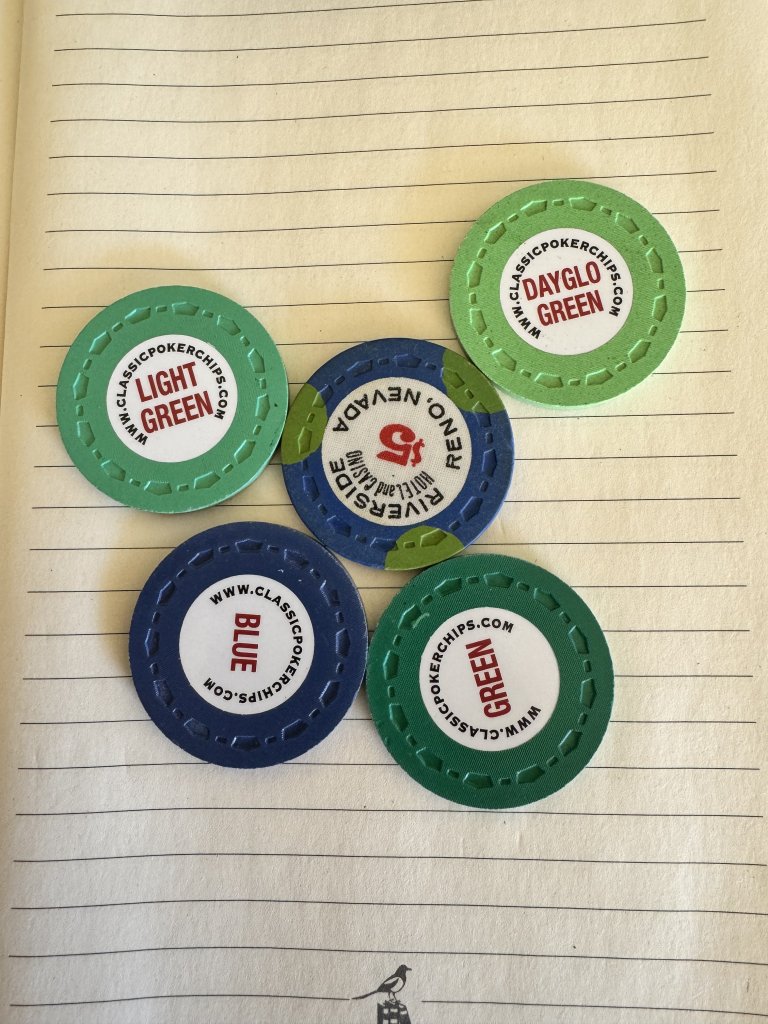 WWW.CLASSICPOKERCHIPS.COM
DAYGLO
GREEN
WWW.CLASSICPOKERCHIPS.COM
LIGHT
GREEN
RIVERSIDE
HOTEL and CASINO
$5
RENO, NEVADA
WWW.CLASSICPOKERCHIPS.COM
BLUE
WWW.CLASSICPOKERCHIPS.COM
GREEN